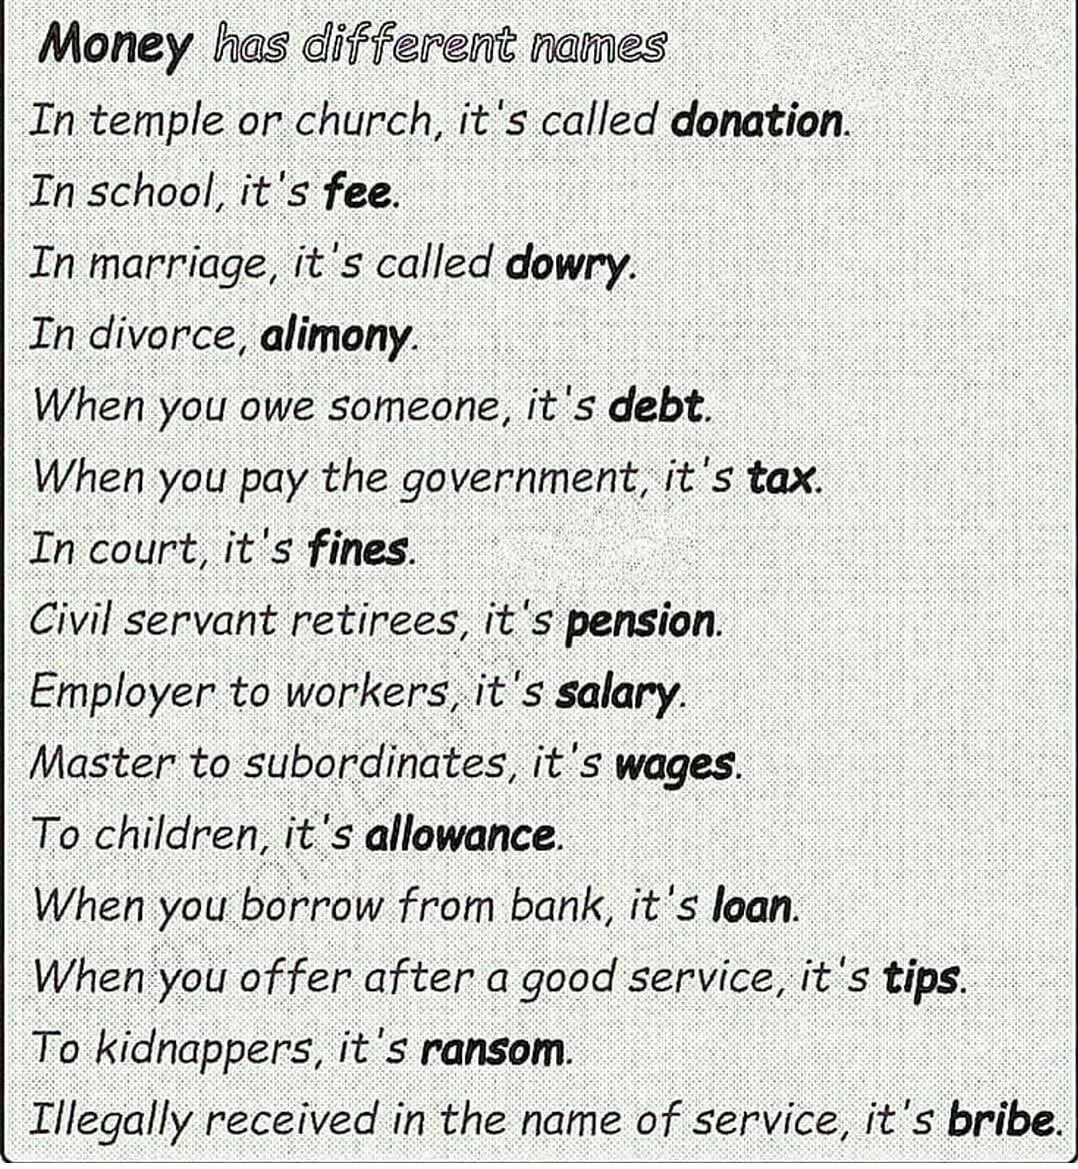 Money has different names
In temple or church, it's called donation.
In school, it's fee.
In marriage, it's called dowry.
In divorce, alimony.
When you owe someone, it's debt.
When you pay the government, it's tax.
In court, it's fines.
Civil servant retirees, it's pension.
Employer to workers, it's salary.
Master to subordinates, it's wages.
To children, it's allowance.
When you borrow from bank, it's loan.
When you offer after a good service, it's tips.
To kidnappers, it's ransom.
Illegally received in the name of service, it's bribe.